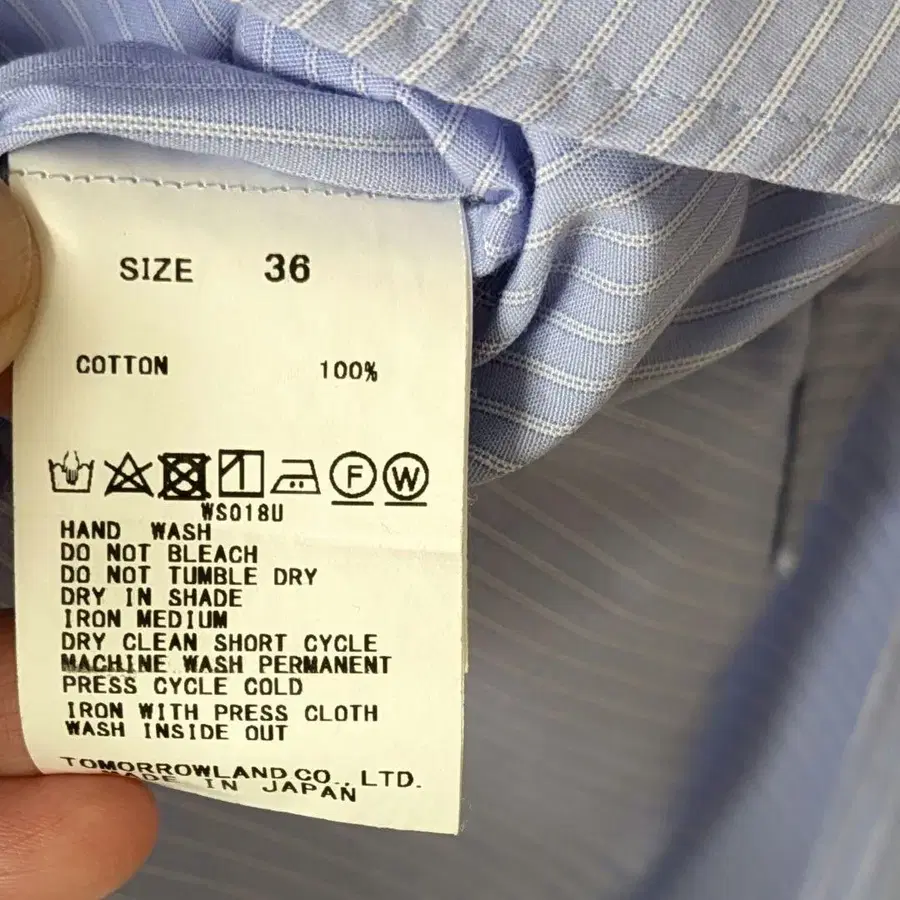 SIZE 36
COTTON 100%
F W
WS018U
HAND WASH
DO NOT BLEACH
DO NOT TUMBLE DRY
DRY IN SHADE
IRON MEDIUM
DRY CLEAN SHORT CYCLE
MACHINE WASH PERMANENT
PRESS CYCLE COLD
IRON WITH PRESS CLOTH
WASH INSIDE OUT
TOMORROWLAND CO., LTD.
MADE IN JAPAN